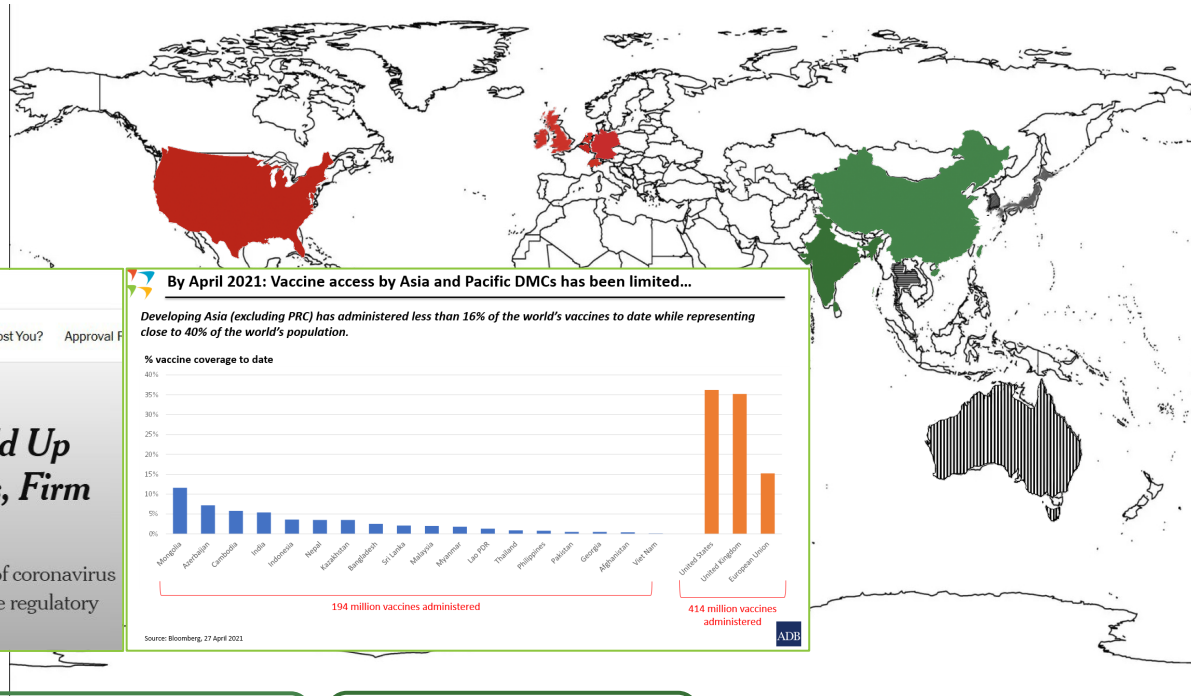 ost You? Approval F
d Up
, Firm
of coronavirus
e regulatory
By April 2021: Vaccine access by Asia and Pacific DMCs has been limited...
Developing Asia (excluding PRC) has administered less than 16% of the world's vaccines to date while representing
close to 40% of the world's population.
% vaccine coverage to date
40%
35%
30%
25%
20%
15%
10%
5%
0%
Mongolia
Azerbaijan
Cambodia
India
Indonesia
Nepal
Kazakhstan
Bangladesh
Sri Lanka
Malaysia
Myanmar
Lao PDR
Thailand
Philippines
Pakistan
Georgia
Afghanistan
Viet Nam
United States
United Kingdom
European Union
194 million vaccines administered
414 million vaccines
administered
Source: Bloomberg, 27 April 2021
ADB